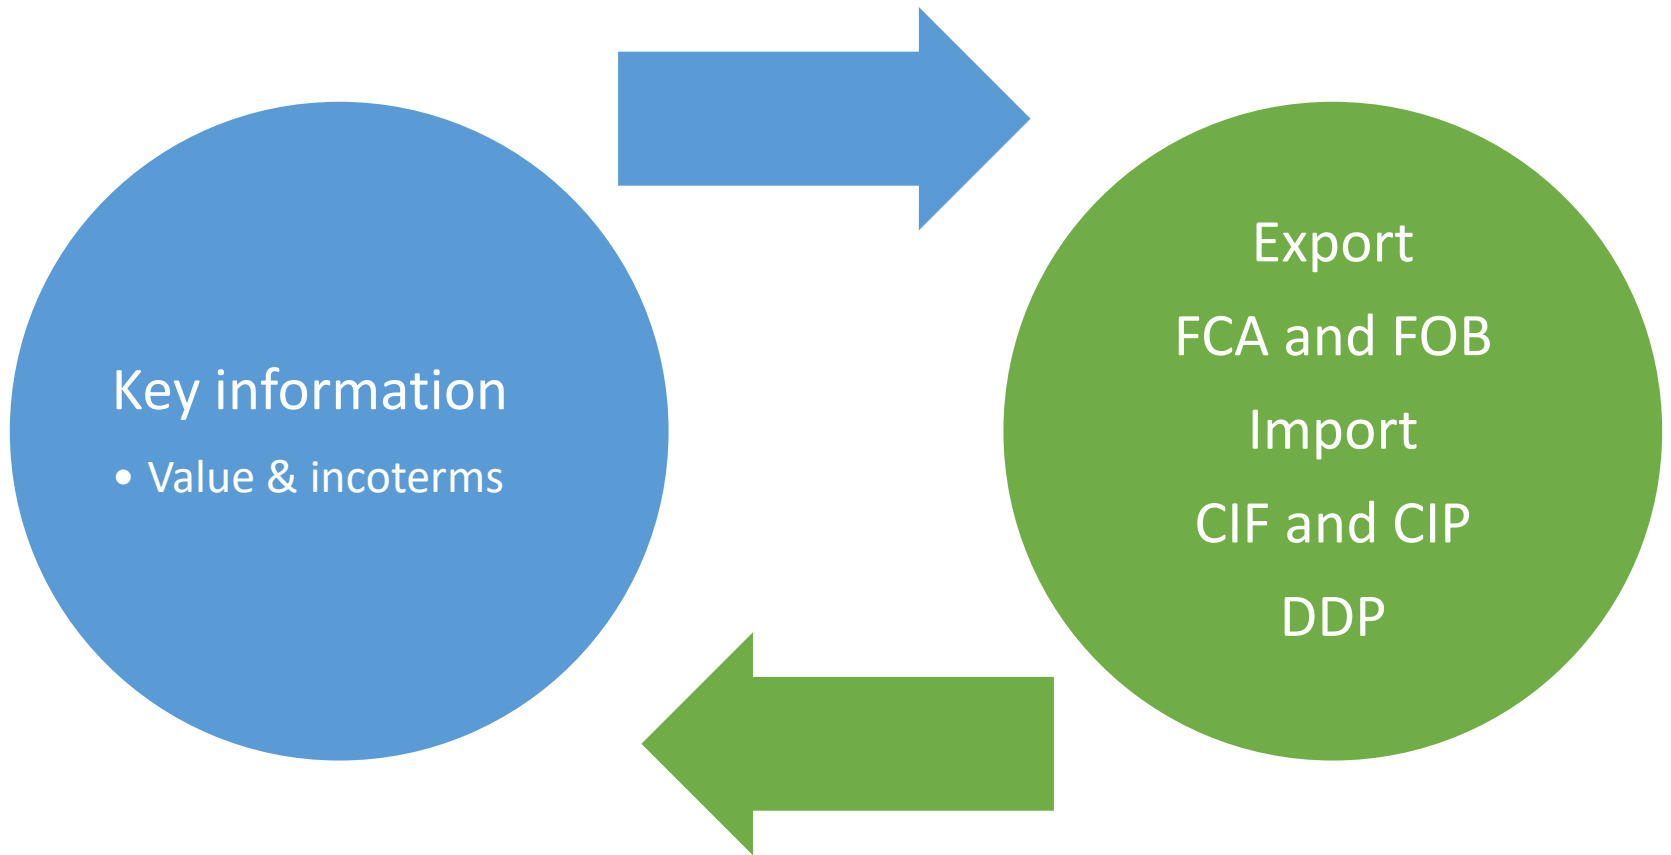 Key information
• Value & incoterms
Export
FCA and FOB
Import
CIF and CIP
DDP